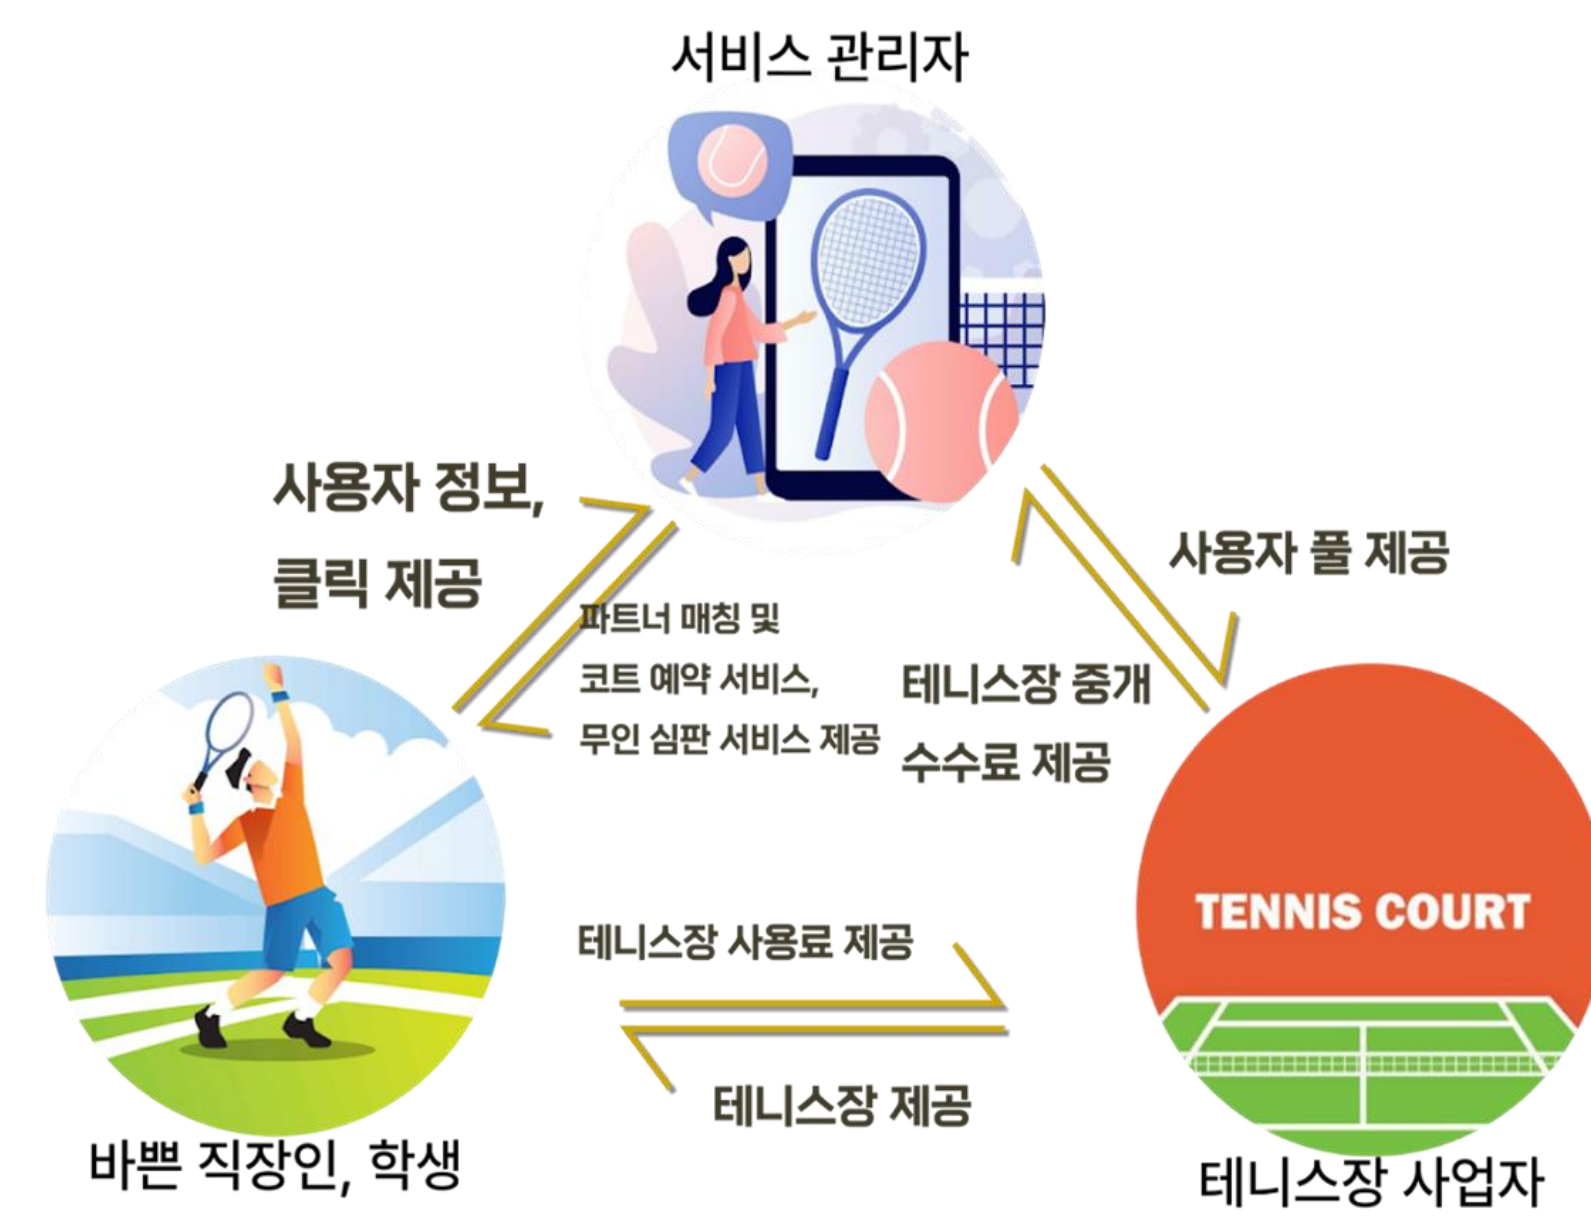 서비스 관리자
사용자 정보,
클릭 제공
사용자 풀 제공
파트너 매칭 및
코트 예약 서비스,
무인 심판 서비스 제공
테니스장 중개
수수료 제공
TENNIS COURT
테니스장 사용료 제공
테니스장 제공
바쁜 직장인, 학생
테니스장 사업자